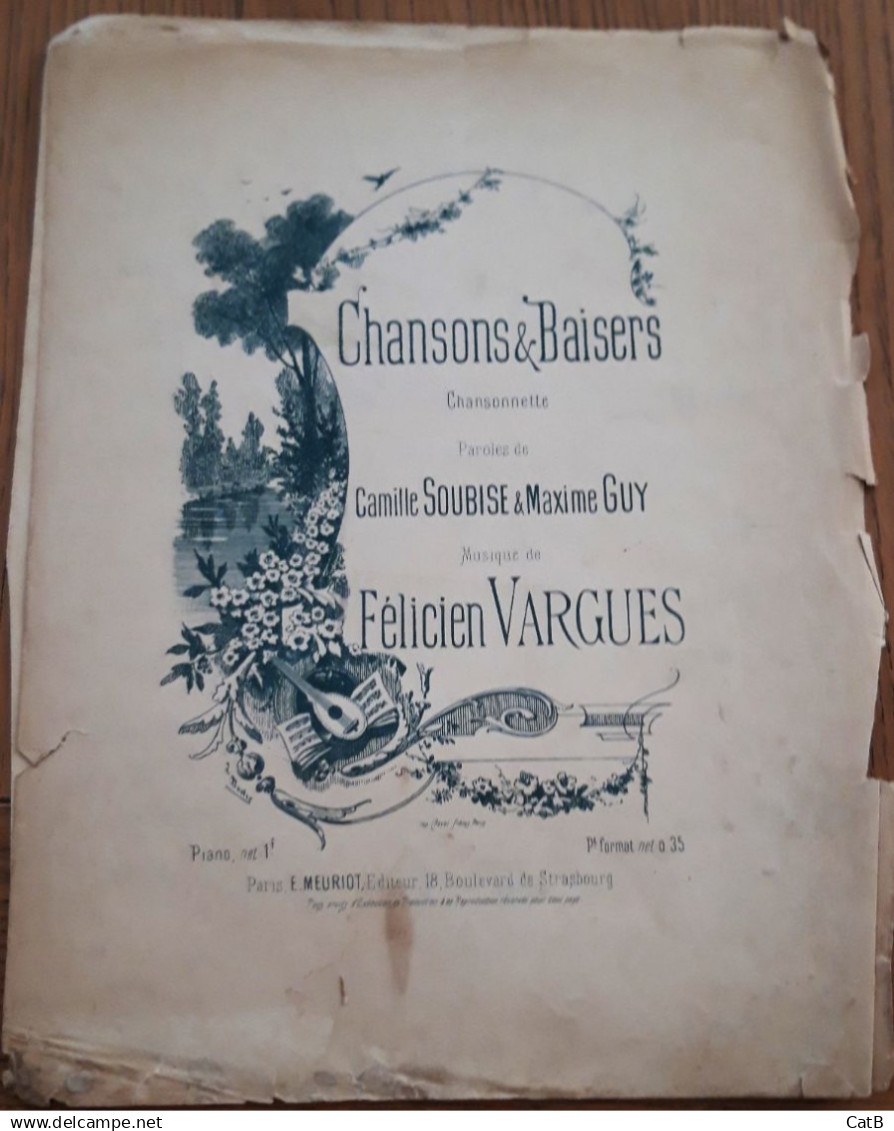 Chansons & Baisers
Chansonnette
Paroles de
Camille SOUBISE & Maxime GUY
Musique de
Félicien VARGUES
Piano, net 1f
Pt format net 0.35
Paris, E. MEURIOT, Editeur, 18, Boulevard de Strasbourg
delcampe.net
CatB